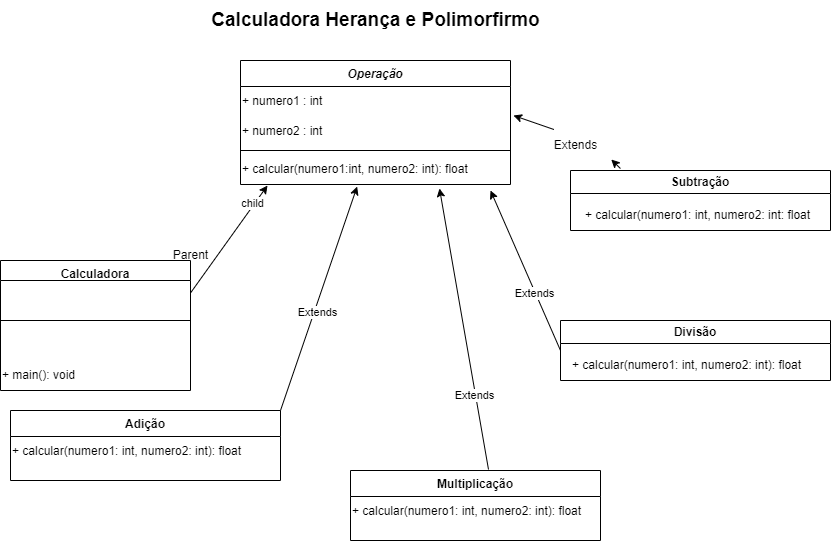 Calculadora Herança e Polimorfirmo
Operação
+ numero1 : int
+ numero2 : int
+ calcular(numero1:int, numero2: int): float
Extends
Subtração
+ calcular(numero1: int, numero2: int: float
child
Parent
Calculadora
+ main(): void
Extends
Extends
Divisão
+ calcular(numero1: int, numero2: int): float
Extends
Adição
+ calcular(numero1: int, numero2: int): float
Multiplicação
+ calcular(numero1: int, numero2: int): float